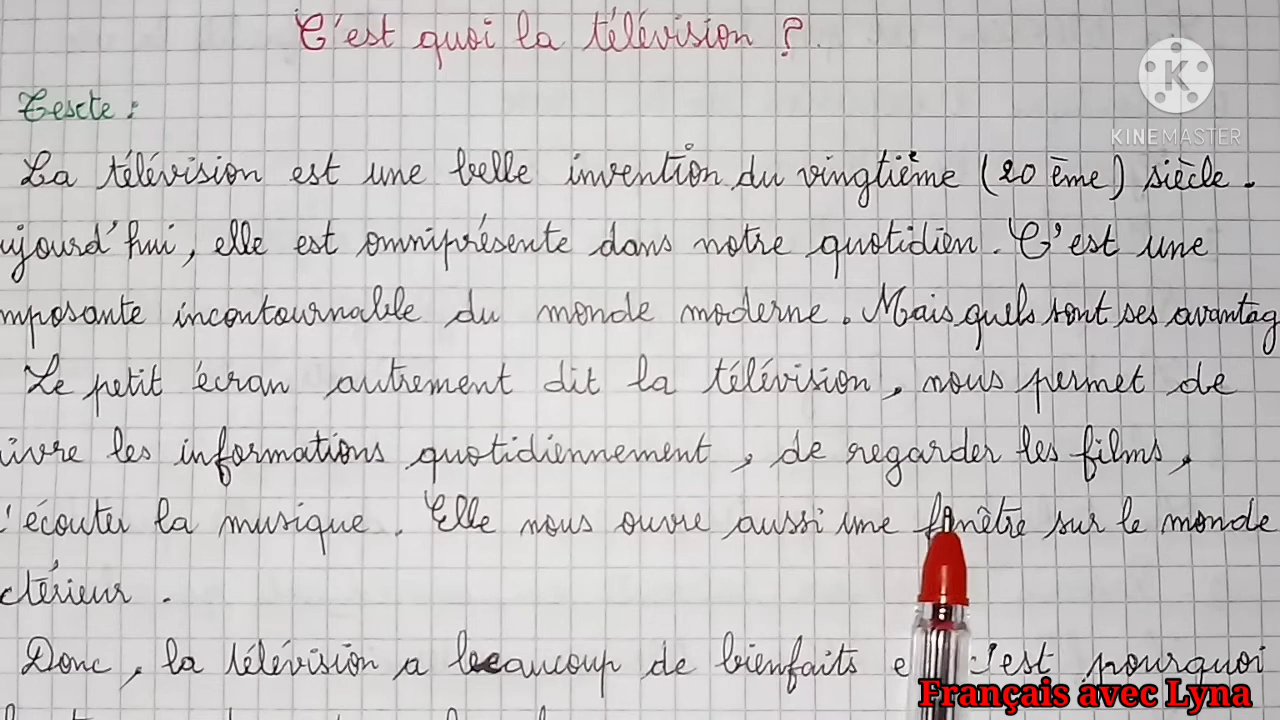 C'est quoi la télévision ?
Texte :
La télévision est une belle invention du vingtième (20 ème) siècle.
ujourd'hui, elle est omniprésente dans notre quotidien. C'est une
mposante incontournable du monde moderne. Mais quels sont ses avantag
Le petit écran autrement dit la télévision, nous permet de
ivre les informations quotidiennement, de regarder les films,
'écouter la musique. Elle nous ouvre aussi une fenêtre sur le monde
xtérieur.
Donc, la télévision a beaucoup de bienfaits c'est pourquoi
K
KINEMASTER
Français avec Lyna